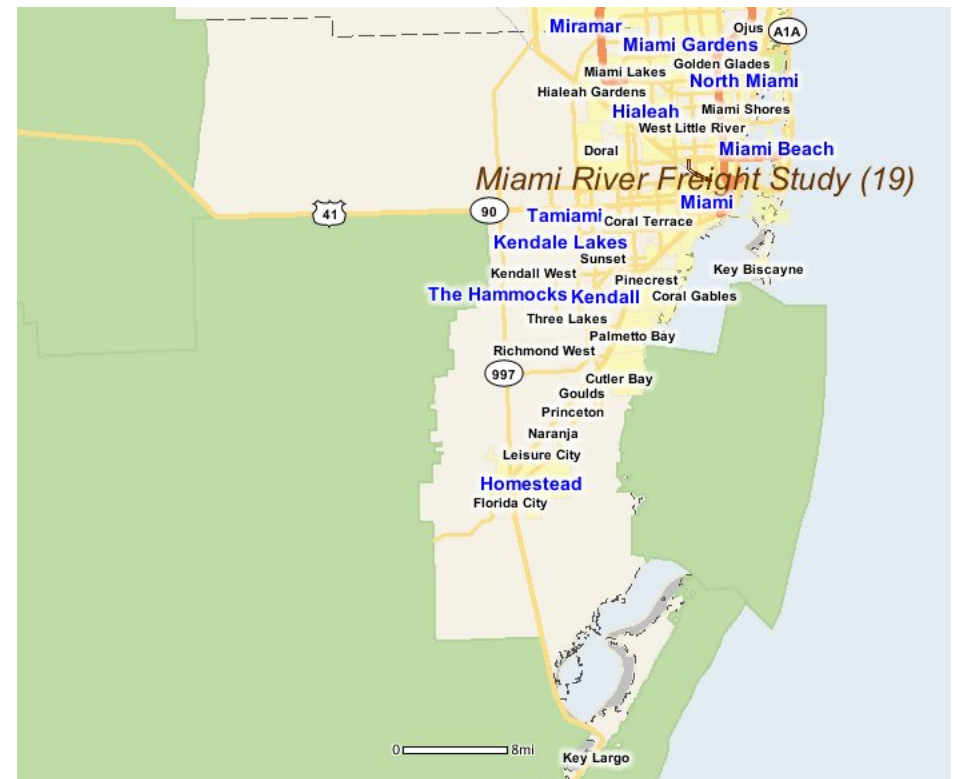 Miramar
Ojus
A1A
Miami Gardens
Golden Glades
Miami Lakes
North Miami
Hialeah Gardens
Hialeah
Miami Shores
West Little River
Doral
Miami Beach
Miami River Freight Study (19)
Miami
41
90
Tamiami
Coral Terrace
Kendale Lakes
Sunset
Kendall West
Key Biscayne
Pinecrest
The Hammocks
Kendall
Coral Gables
Three Lakes
Palmetto Bay
Richmond West
997
Cutler Bay
Goulds
Princeton
Naranja
Leisure City
Homestead
Florida City
0
8mi
Key Largo